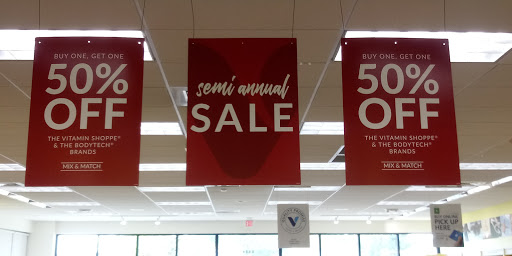 BUY ONE, GET ONE
50%
OFF
THE VITAMIN SHOPPE®
& THE BODYTECH®
BRANDS
MIX & MATCH
semi annual
SALE
BUY ONE, GET ONE
50%
OFF
THE VITAMIN SHOPPE®
& THE BODYTECH®
BRANDS
MIX & MATCH
PICK UP
HERE